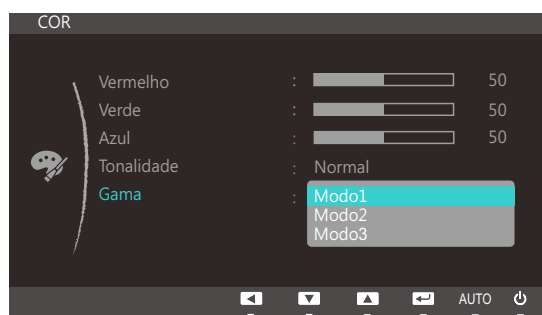 COR
Vermelho : 50
Verde : 50
Azul : 50
Tonalidade : Normal
Gama : Modo1
Modo2
Modo3
AUTO